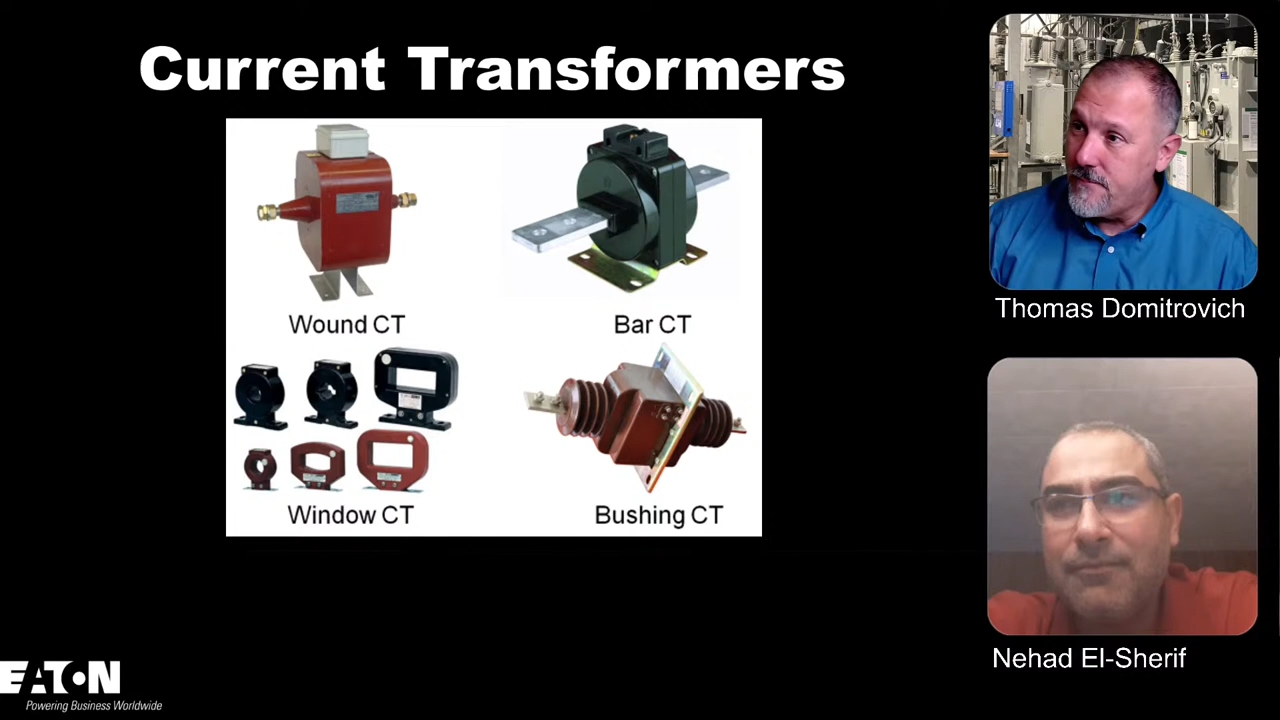 Current Transformers
Wound CT
Bar CT
Window CT
Bushing CT
Thomas Domitrovich
Nehad El-Sherif
EATON
Powering Business Worldwide